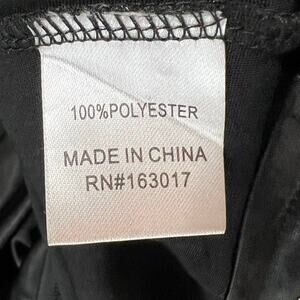 100%POLYESTER
MADE IN CHINA
RN#163017